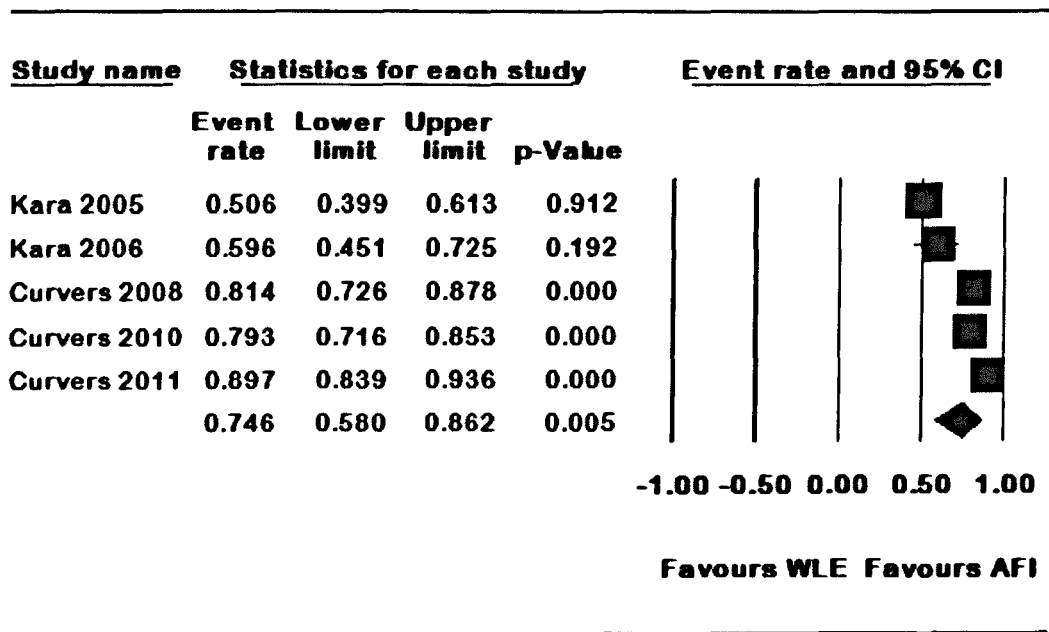 Study name Statistics for each study Event rate and 95% CI
Event Lower Upper
rate limit limit p-Value
Kara 2005 0.506 0.399 0.613 0.912
Kara 2006 0.596 0.451 0.725 0.192
Curvers 2008 0.814 0.726 0.878 0.000
Curvers 2010 0.793 0.716 0.853 0.000
Curvers 2011 0.897 0.839 0.936 0.000
0.746 0.580 0.862 0.005
-1.00 -0.50 0.00 0.50 1.00
Favours WLE Favours AFI